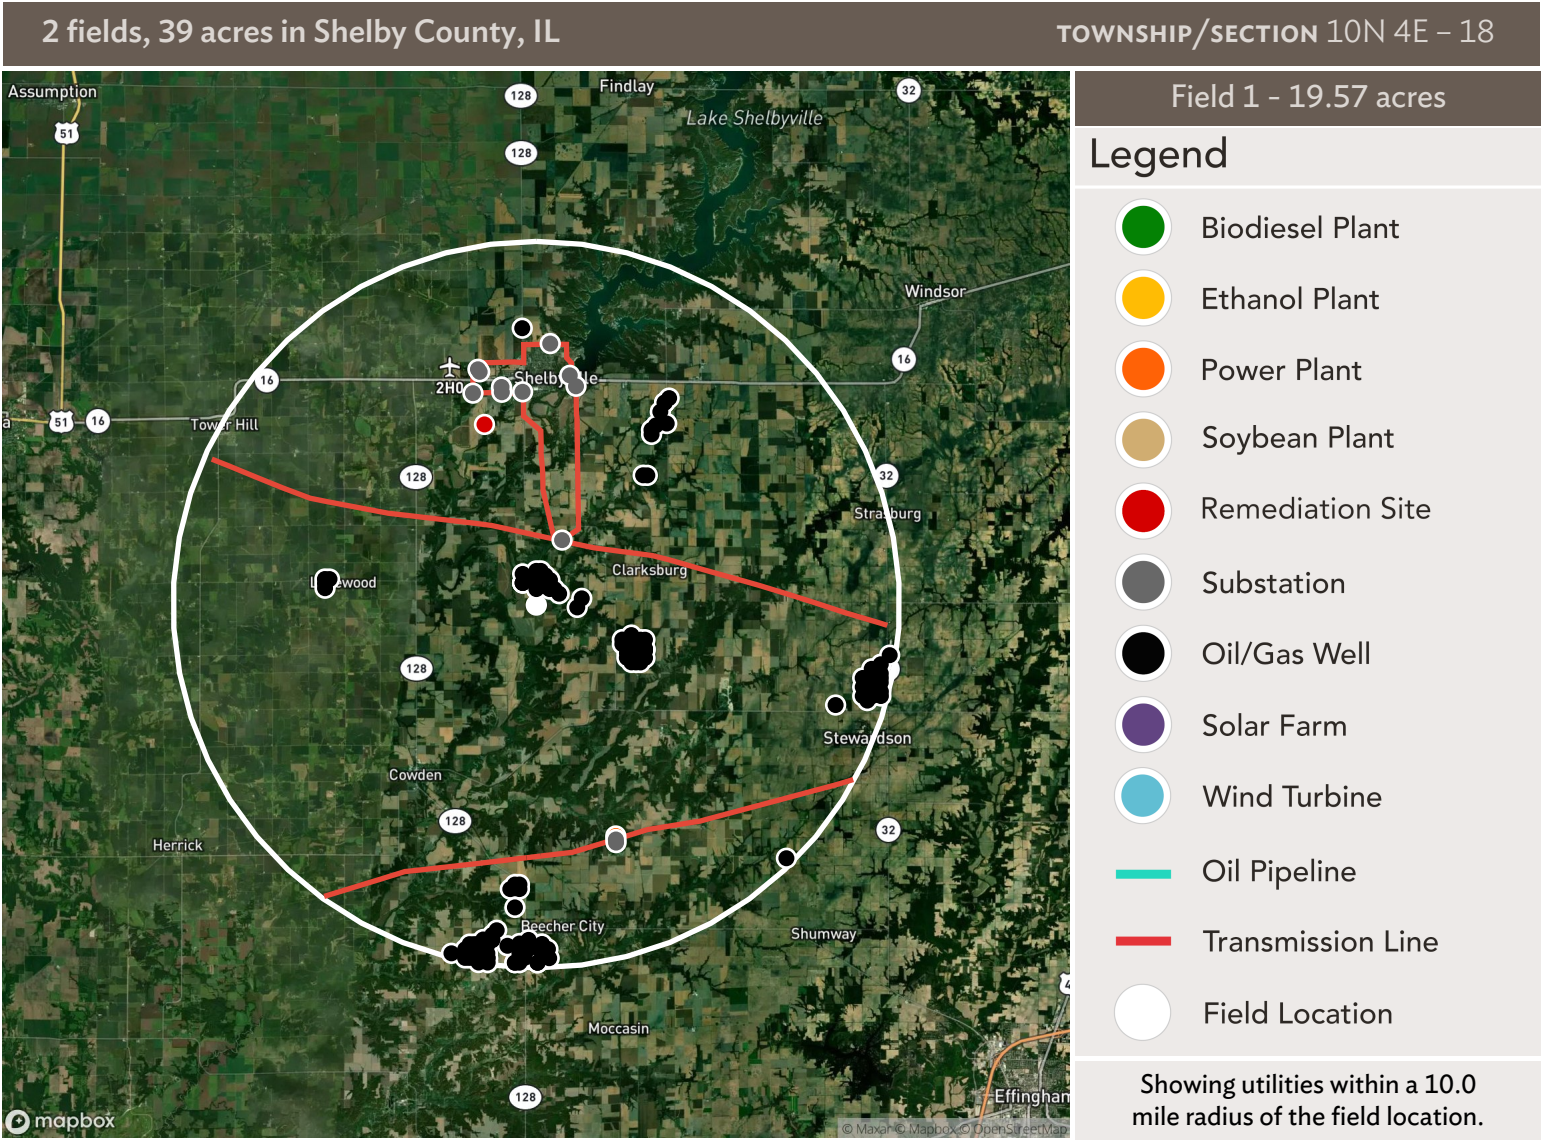 2 fields, 39 acres in Shelby County, IL
TOWNSHIP/SECTION 10N 4E – 18
Field 1 - 19.57 acres
Legend
Biodiesel Plant
Ethanol Plant
Power Plant
Soybean Plant
Remediation Site
Substation
Oil/Gas Well
Solar Farm
Wind Turbine
Oil Pipeline
Transmission Line
Field Location
Showing utilities within a 10.0
mile radius of the field location.
Assumption
Findlay
128
32
51
Lake Shelbyville
128
Windsor
16
2H0
16
51
16
Tower Hill
128
32
Strasburg
Clarksburg
128
Stewardson
Cowden
128
32
Herrick
Beecher City
Shumway
Moccasin
128
Effingham
mapbox
© Maxar © Mapbox © OpenStreetMap